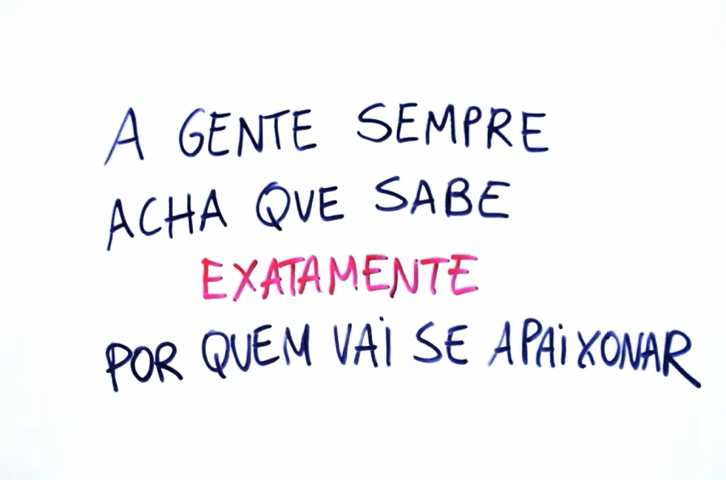 A GENTE SEMPRE
ACHA QUE SABE
EXATAMENTE
POR QUEM VAi SE APAiXONAR